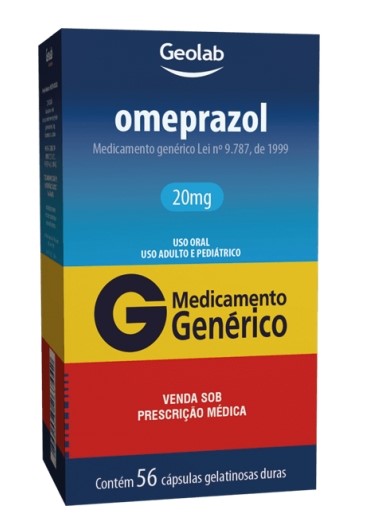 Geolab
omeprazol
Medicamento genérico Lei nº 9.787, de 1999
20mg
USO ORAL
USO ADULTO E PEDIÁTRICO
G Medicamento
Genérico
VENDA SOB
PRESCRIÇÃO MÉDICA
Contém 56 cápsulas gelatinosas duras
Geolab